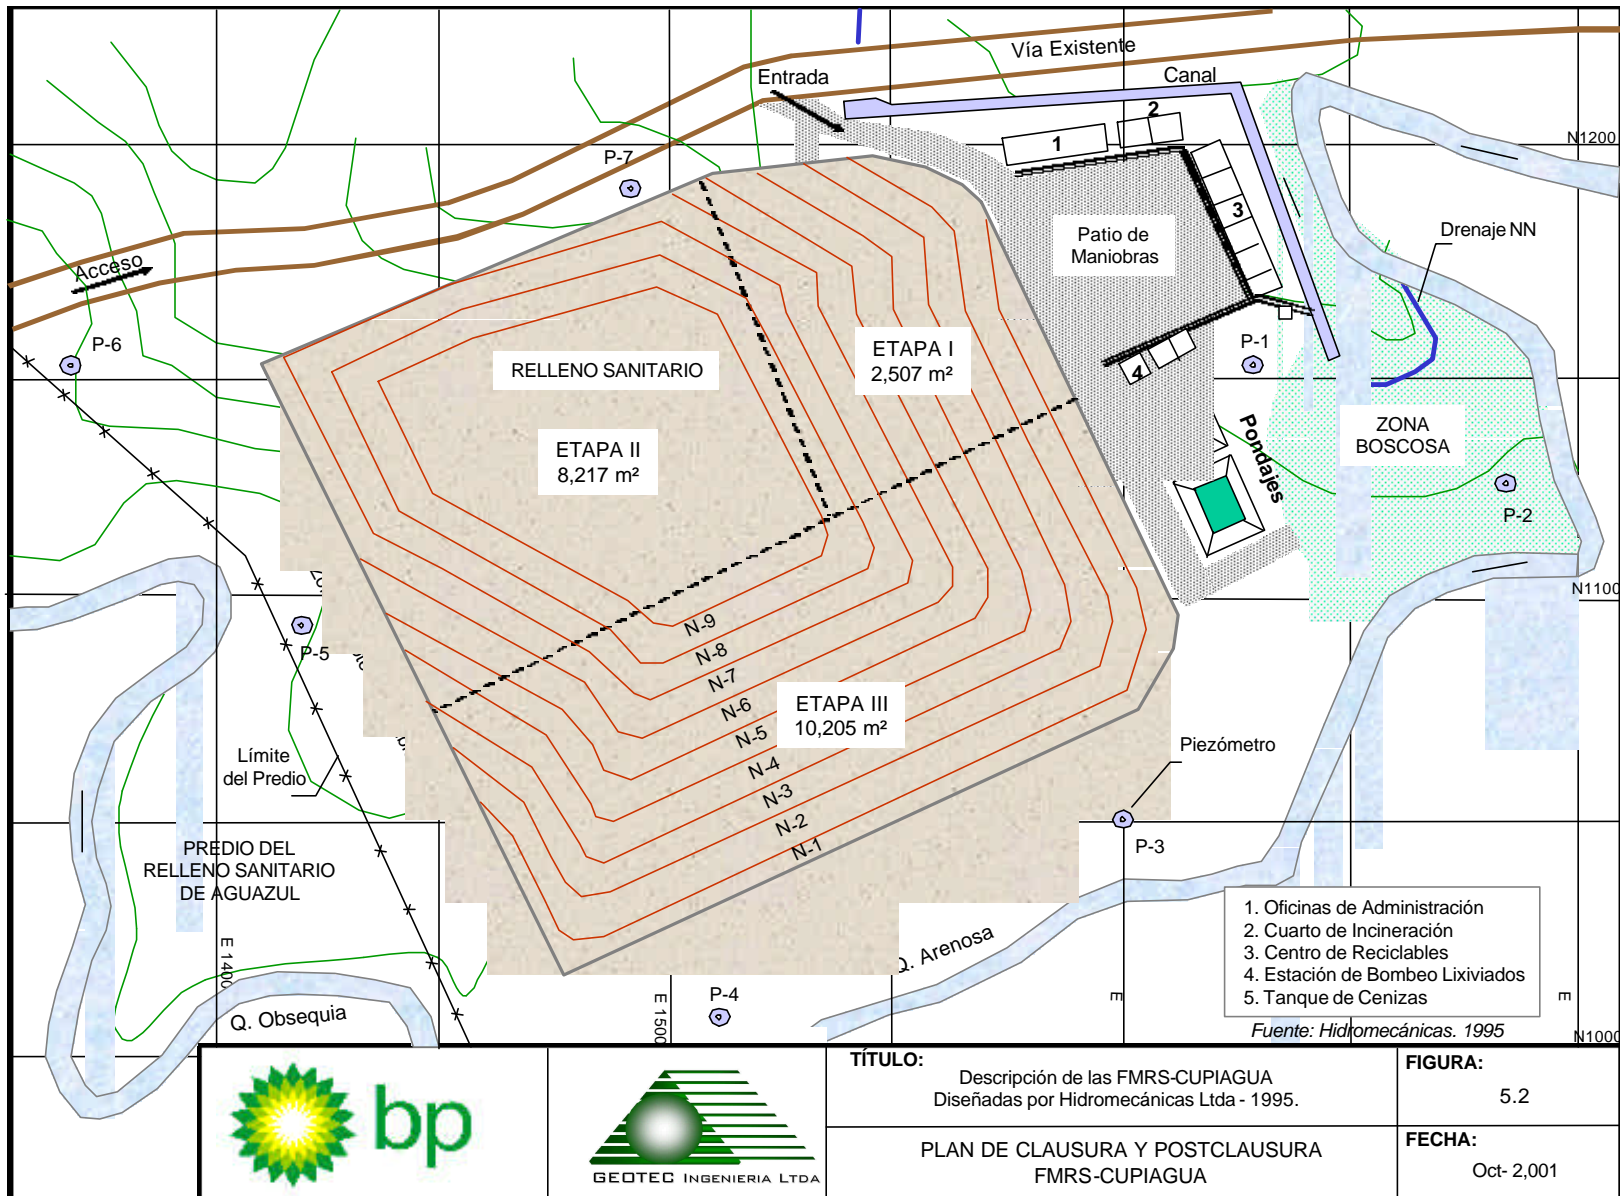 Vía Existente
Entrada
Canal
2
1
N1200
P-7
3
Drenaje NN
Patio de
Maniobras
Acceso
P-6
P-1
ETAPA I
2,507 m²
RELLENO SANITARIO
4
ZONA
BOSCOSA
Pondajes
ETAPA II
8,217 m²
P-2
N1100
P-5
N-9
N-8
N-7
N-6
N-5
N-4
N-3
N-2
N-1
ETAPA III
10,205 m²
Límite
del Predio
Piezómetro
P-3
PREDIO DEL
RELLENO SANITARIO
DE AGUAZUL
1. Oficinas de Administración
2. Cuarto de Incineración
3. Centro de Reciclables
4. Estación de Bombeo Lixiviados
5. Tanque de Cenizas
Q. Arenosa
E 1400
E 1500
E
E
P-4
Q. Obsequia
Fuente: Hidromecánicas. 1995
N1000
bp
GEOTEC INGENIERIA LTDA
TÍTULO:
Descripción de las FMRS-CUPIAGUA
Diseñadas por Hidromecánicas Ltda - 1995.
PLAN DE CLAUSURA Y POSTCLAUSURA
FMRS-CUPIAGUA
FIGURA:
5.2
FECHA:
Oct- 2,001